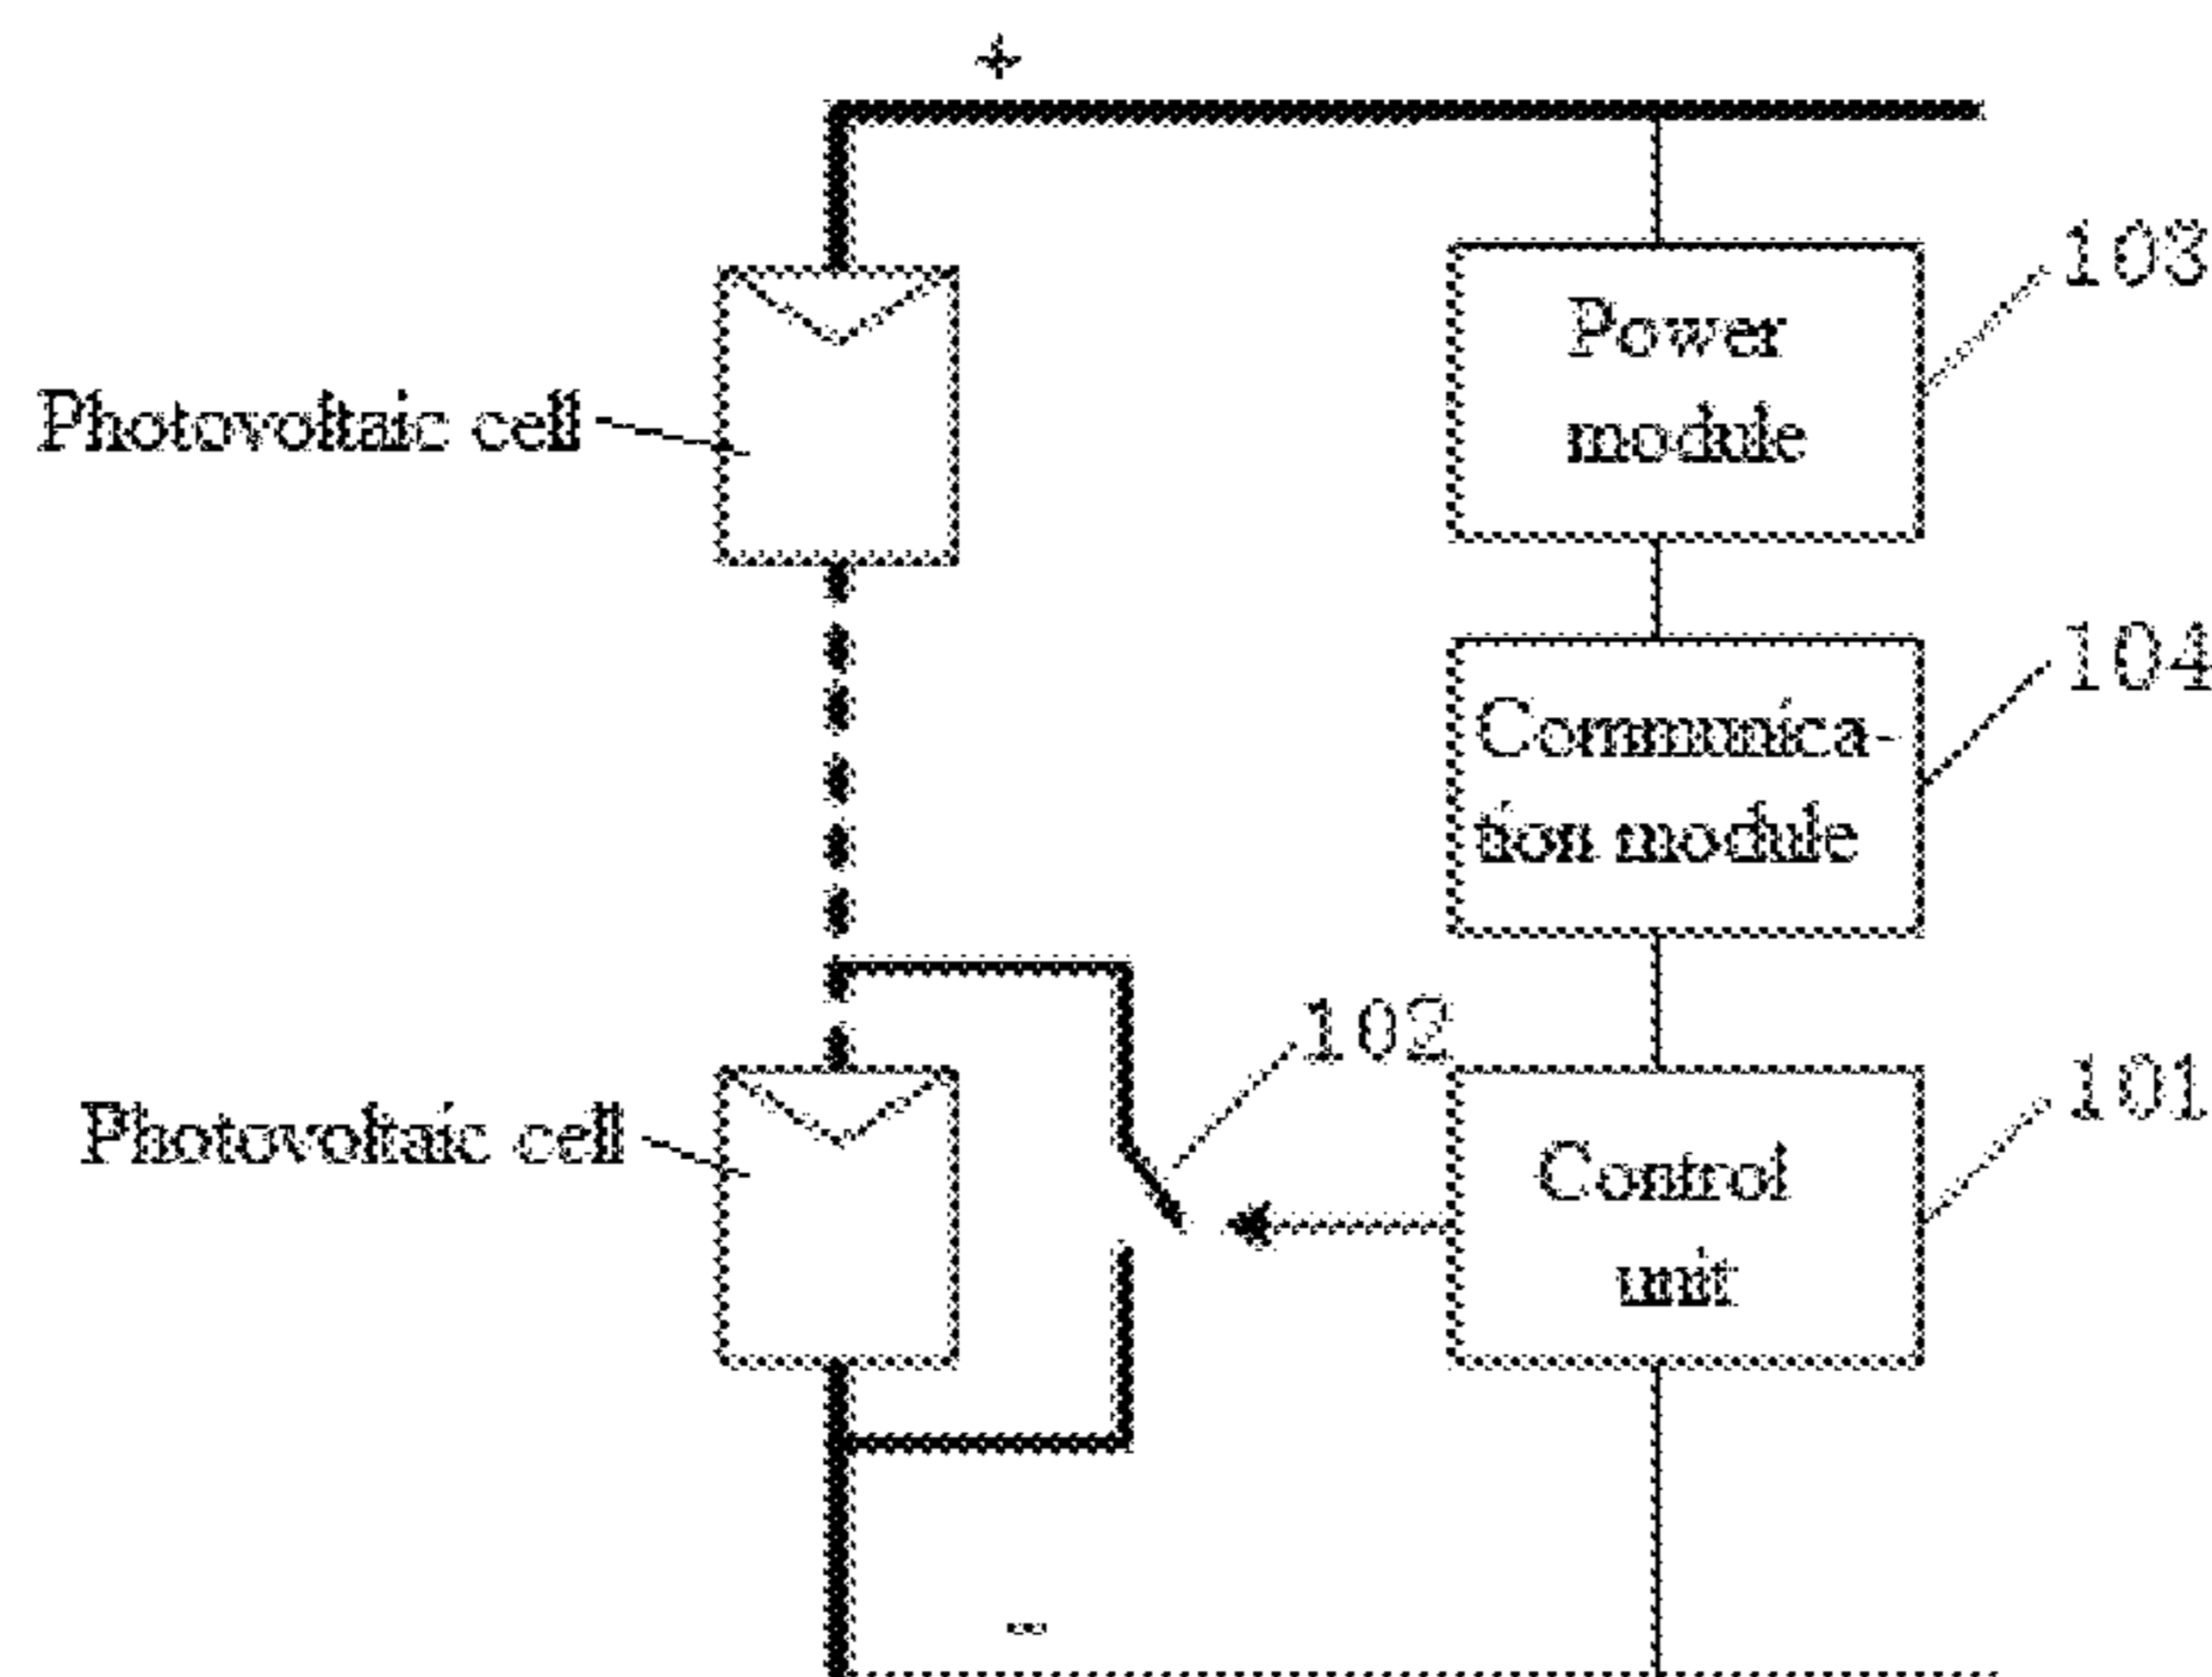 +
103
Power
module
Photovoltaic cell
104
Communica-
tion module
102
101
Photovoltaic cell
Control
unit
-